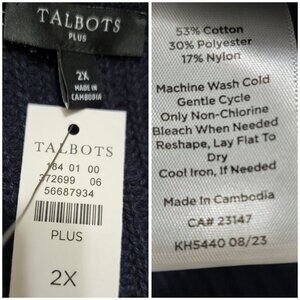 TALBOTS
PLUS
2X
MADE IN
CAMBODIA
TALBOTS
184 01 00
272699 06
56687934
PLUS
2X
53% Cotton
30% Polyester
17% Nylon
Machine Wash Cold
Gentle Cycle
Only Non-Chlorine
Bleach When Needed
Reshape, Lay Flat To
Dry
Cool Iron, If Needed
Made In Cambodia
CA# 23147
KH5440 08/23